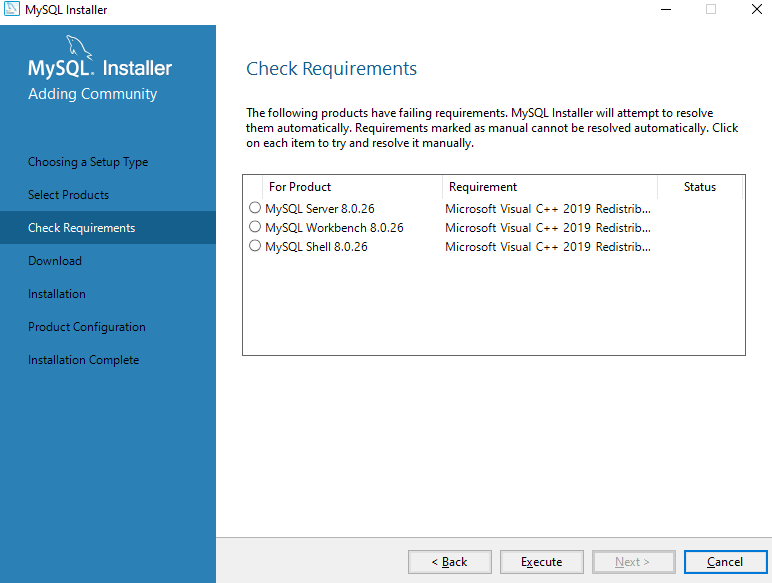 MySQL Installer
MySQL. Installer
Adding Community
Choosing a Setup Type
Select Products
Check Requirements
Download
Installation
Product Configuration
Installation Complete
Check Requirements
The following products have failing requirements. MySQL Installer will attempt to resolve
them automatically. Requirements marked as manual cannot be resolved automatically. Click
on each item to try and resolve it manually.
For Product Requirement Status
MySQL Server 8.0.26 Microsoft Visual C++ 2019 Redistrib...
MySQL Workbench 8.0.26 Microsoft Visual C++ 2019 Redistrib...
MySQL Shell 8.0.26 Microsoft Visual C++ 2019 Redistrib...
< Back Execute Next > Cancel